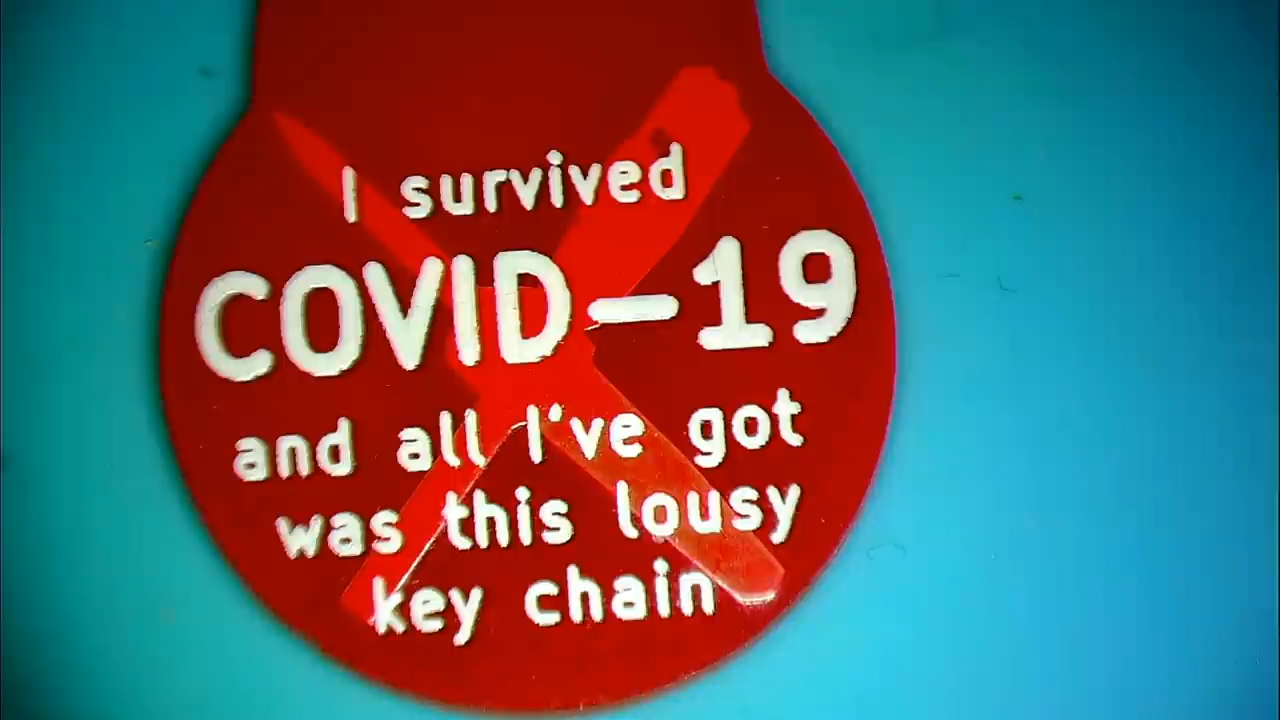 I survived
COVID-19
and all I've got
was this lousy
key chain